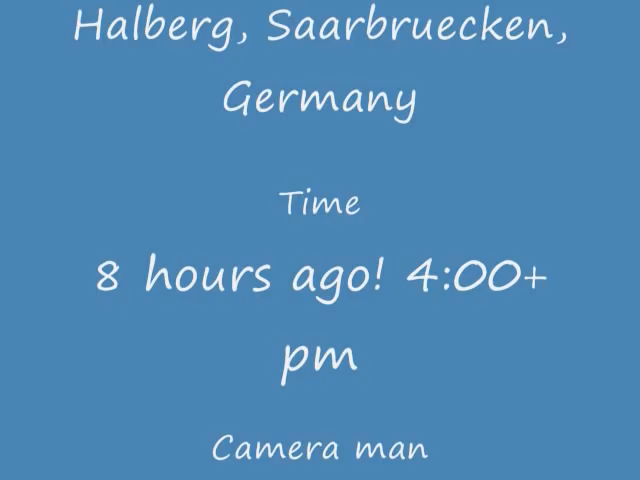 Halberg, Saarbruecken,
Germany
Time
8 hours ago! 4:00+
pm
Camera man